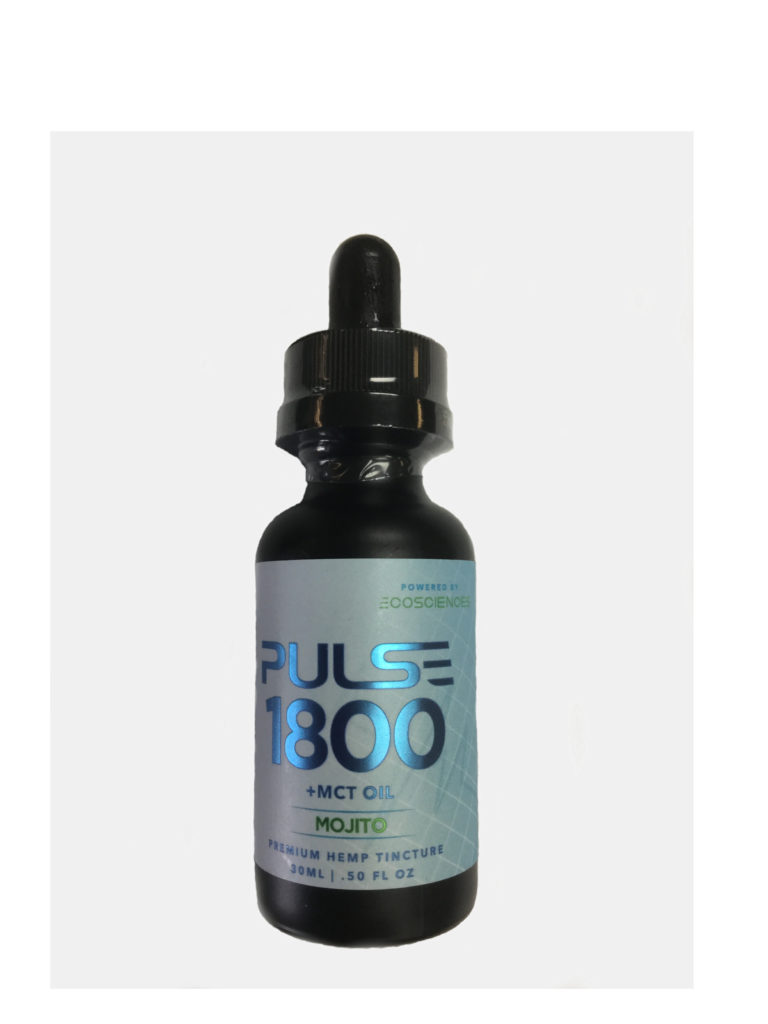 POWERED BY
ECOSCIENCES
PULSE
1800
+MCT OIL
MOJITO
PREMIUM HEMP TINCTURE
30ML | .50 FL OZ